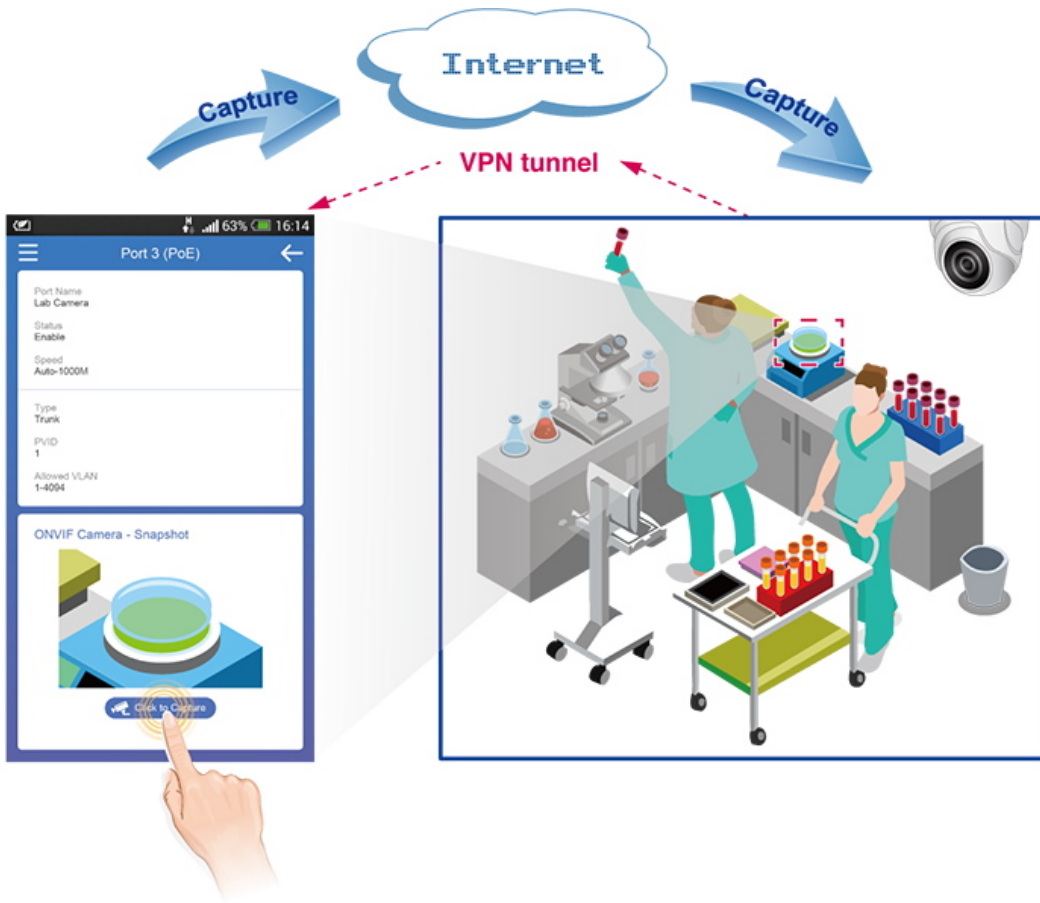 Internet
Capture
Capture
VPN tunnel
H
63% 16:14
Port 3 (PoE)
Port Name
Lab Camera
Status
Enable
Speed
Auto-1000M
Type
Trunk
PVID
1
Allowed VLAN
1-4094
ONVIF Camera - Snapshot
Click to Capture